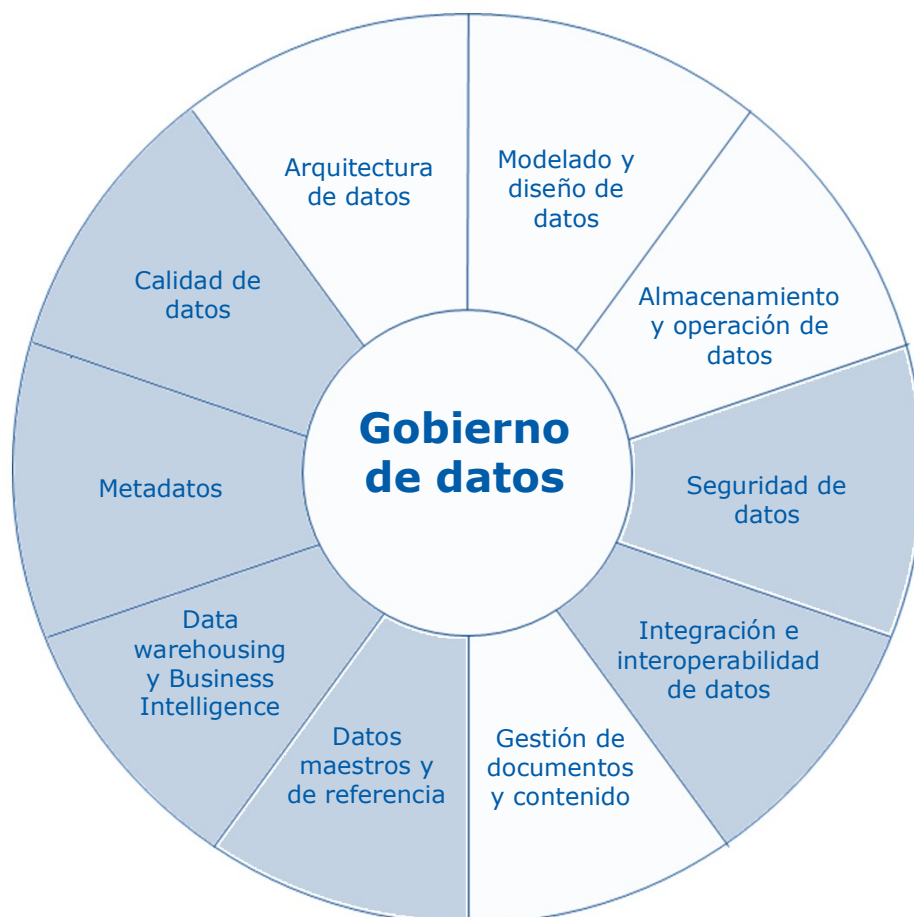 Arquitectura
de datos
Modelado y
diseño de
datos
Almacenamiento
y operación de
datos
Seguridad de
datos
Integración e
interoperabilidad
de datos
Gestión de
documentos
y contenido
Datos
maestros y
de referencia
Data
warehousing
y Business
Intelligence
Metadatos
Calidad de
datos
Gobierno
de datos